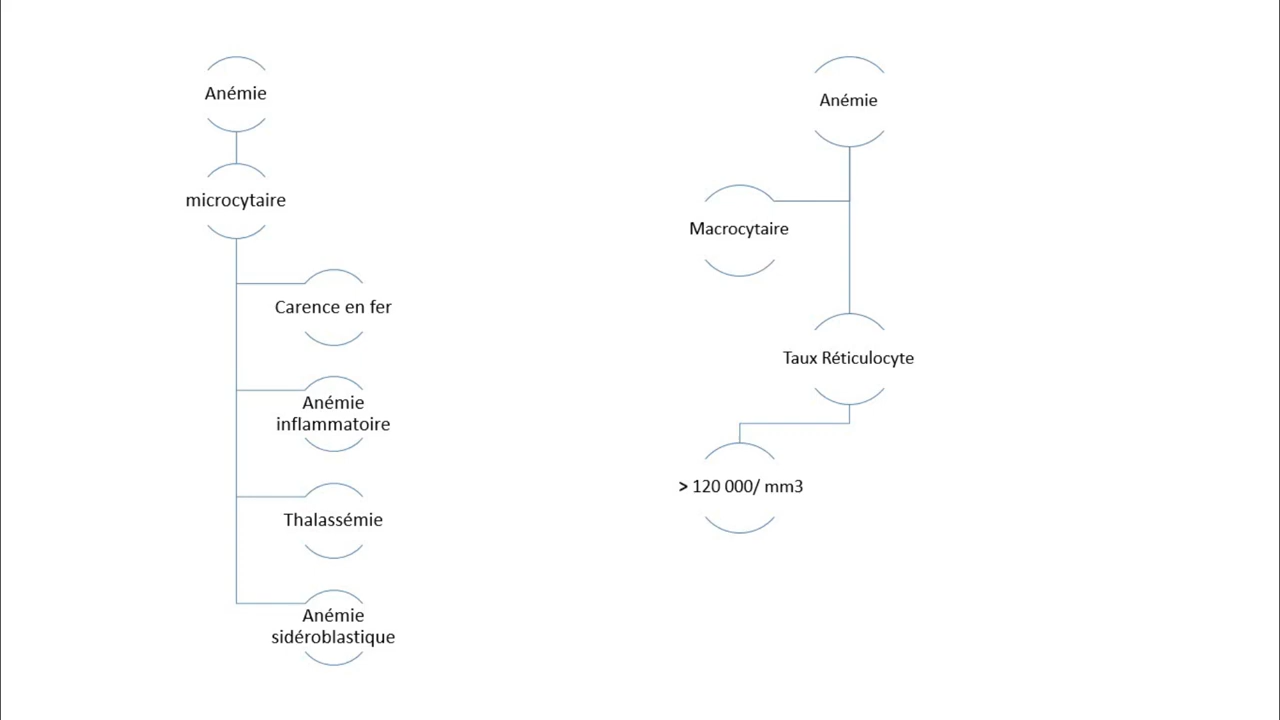 Anémie
microcytaire
Carence en fer
Anémie
inflammatoire
Thalassémie
Anémie
sidéroblastique
Anémie
Macrocytaire
Taux Réticulocyte
> 120 000/ mm3